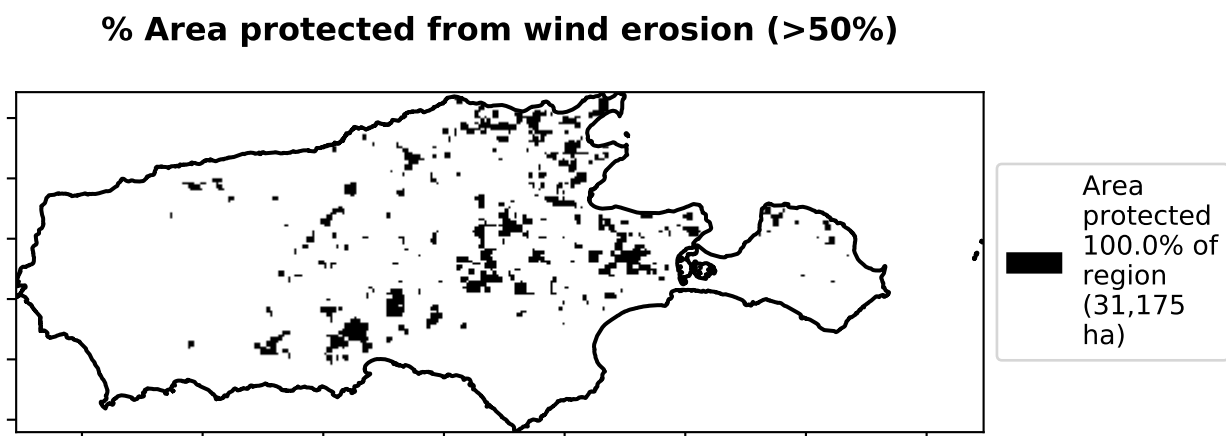 % Area protected from wind erosion (>50%)
Area
protected
100.0% of
region
(31,175
ha)